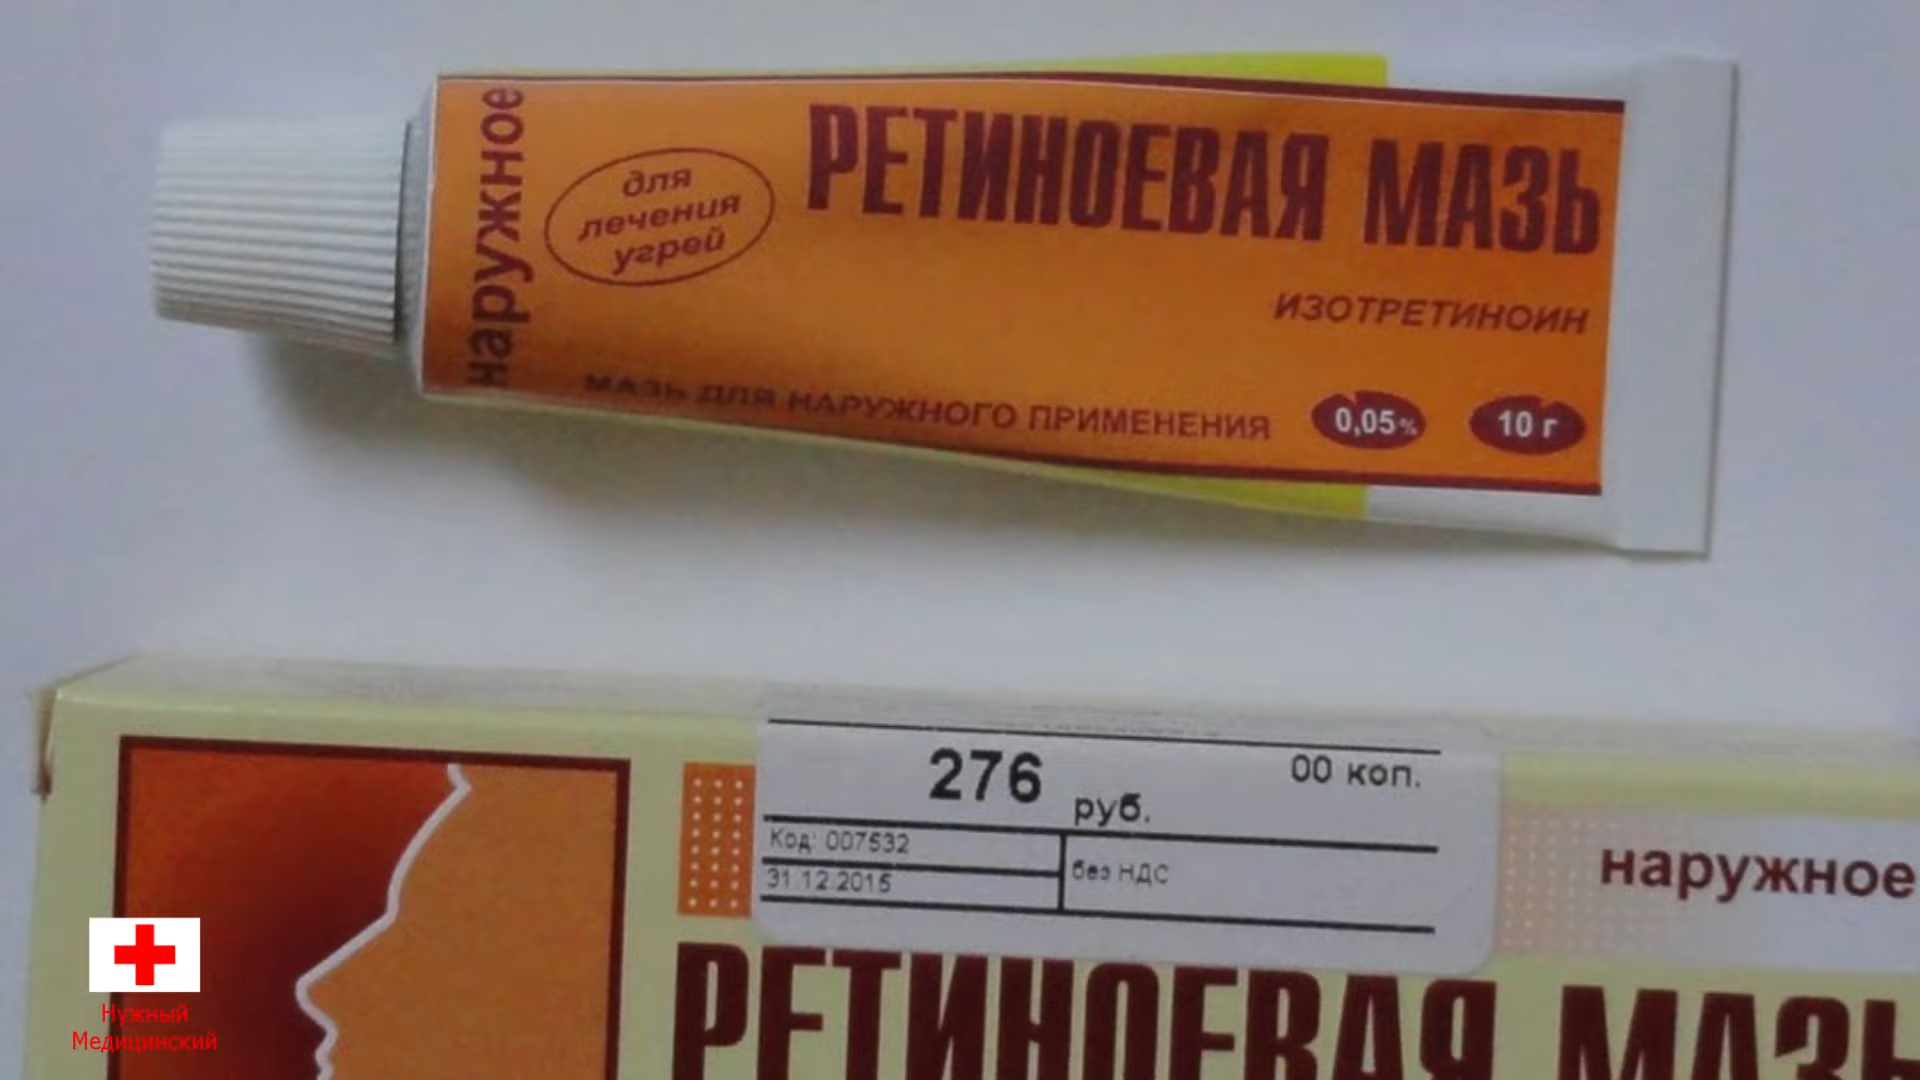 наружное
для
лечения
угрей
РЕТИНОЕВАЯ МАЗЬ
ИЗОТРЕТИНОИН
МАЗЬ ДЛЯ НАРУЖНОГО ПРИМЕНЕНИЯ
0,05%
10 г
276 руб. 00 коп.
Код: 007532
31.12.2015
без НДС
наружное
РЕТИНОЕВАЯ МАЗЬ
Нужный
Медицинский